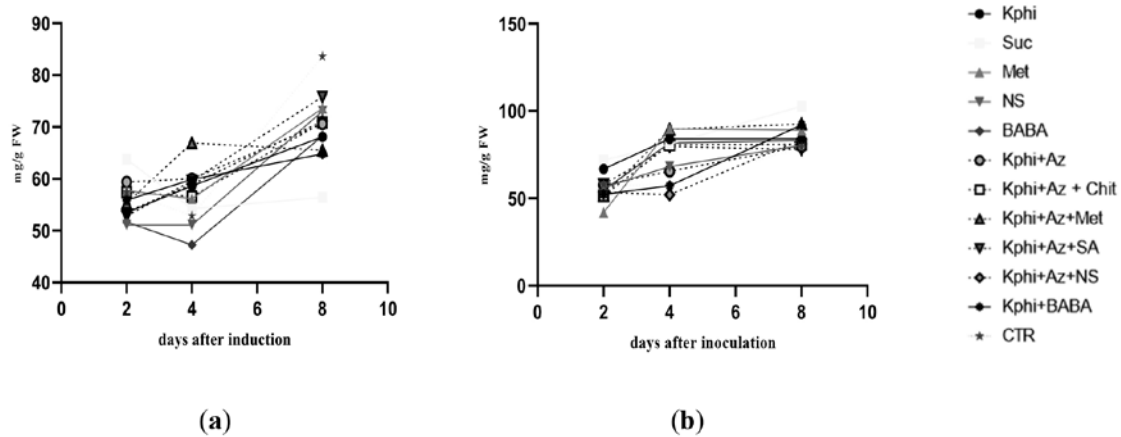 90
80
70
60
50
40
mg/g FW
0 2 4 6 8 10
days after induction
(a)
150
100
50
0
mg/g FW
0 2 4 6 8 10
days after inoculation
(b)
Kphi
Suc
Met
NS
BABA
Kphi+Az
Kphi+Az + Chit
Kphi+Az+Met
Kphi+Az+SA
Kphi+Az+NS
Kphi+BABA
CTR